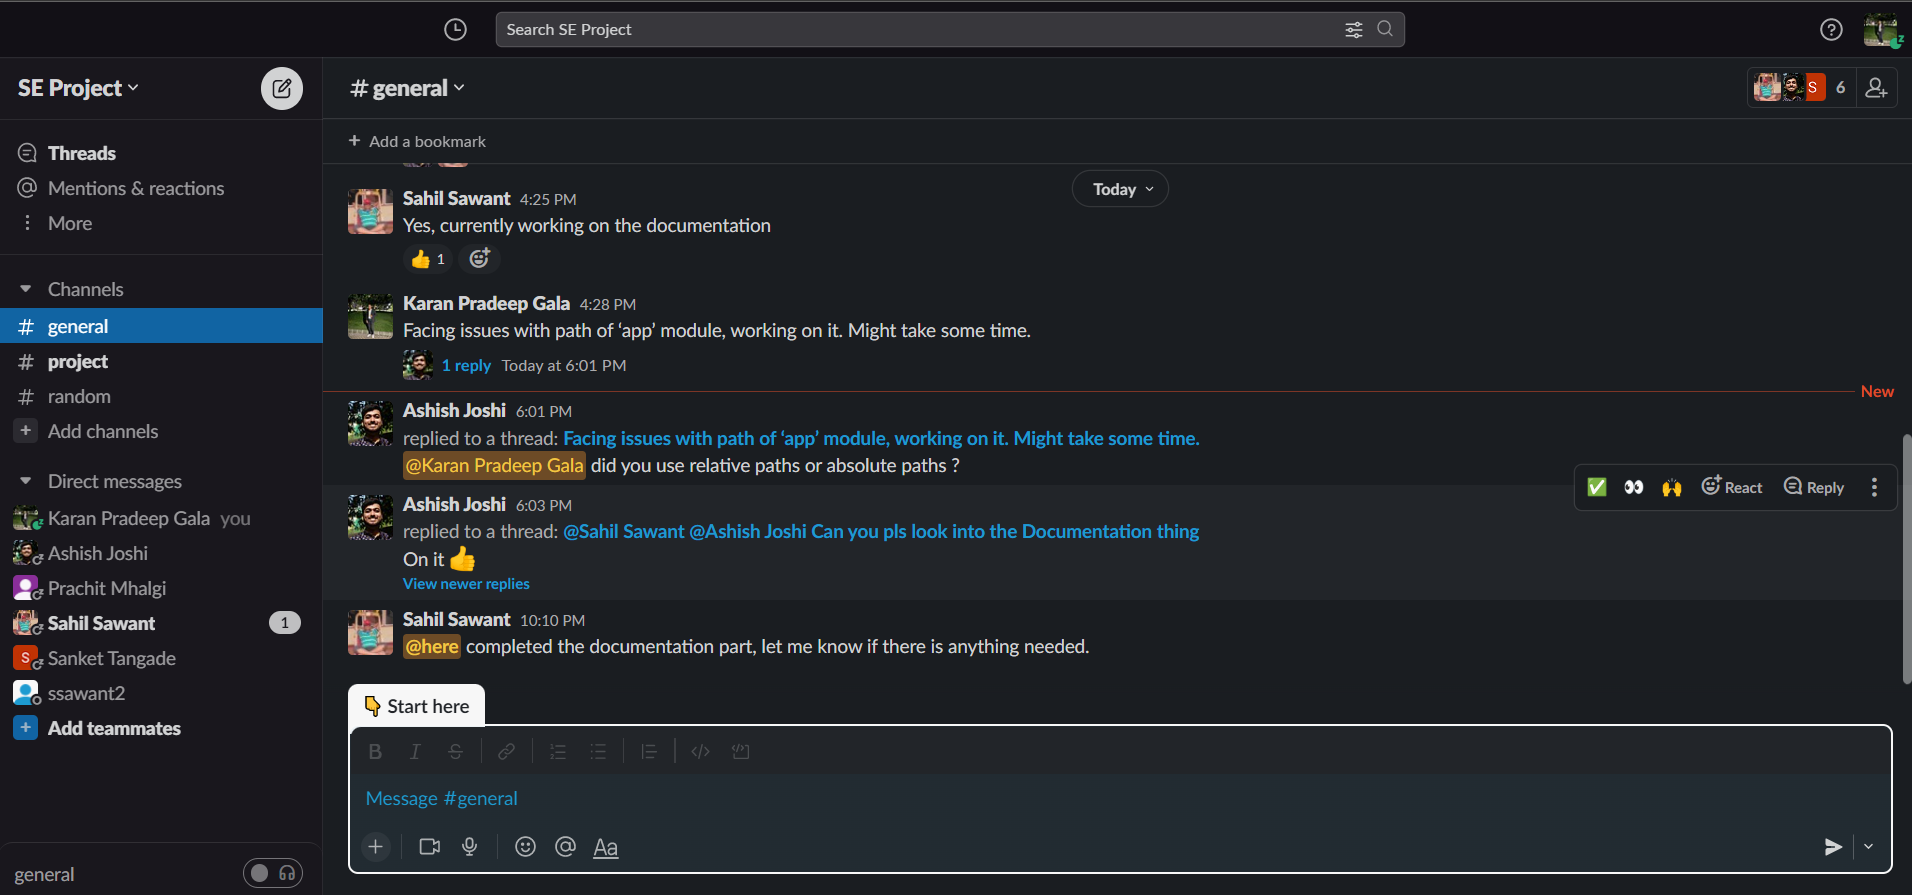 Search SE Project
SE Project
Threads
Mentions & reactions
More
Channels
# general
# project
# random
+ Add channels
Direct messages
Karan Pradeep Gala you
Ashish Joshi
Prachit Mhalgi
Sahil Sawant 1
S Sanket Tangade
ssawant2
+ Add teammates
general
# general
S 6
+ Add a bookmark
Today
Sahil Sawant 4:25 PM
Yes, currently working on the documentation
👍 1
Karan Pradeep Gala 4:28 PM
Facing issues with path of ‘app’ module, working on it. Might take some time.
1 reply Today at 6:01 PM
New
Ashish Joshi 6:01 PM
replied to a thread: Facing issues with path of ‘app’ module, working on it. Might take some time.
@Karan Pradeep Gala did you use relative paths or absolute paths ?
React Reply
Ashish Joshi 6:03 PM
replied to a thread: @Sahil Sawant @Ashish Joshi Can you pls look into the Documentation thing
On it 👍
View newer replies
Sahil Sawant 10:10 PM
@here completed the documentation part, let me know if there is anything needed.
👇 Start here
B I S
Message #general
+ @ Aa